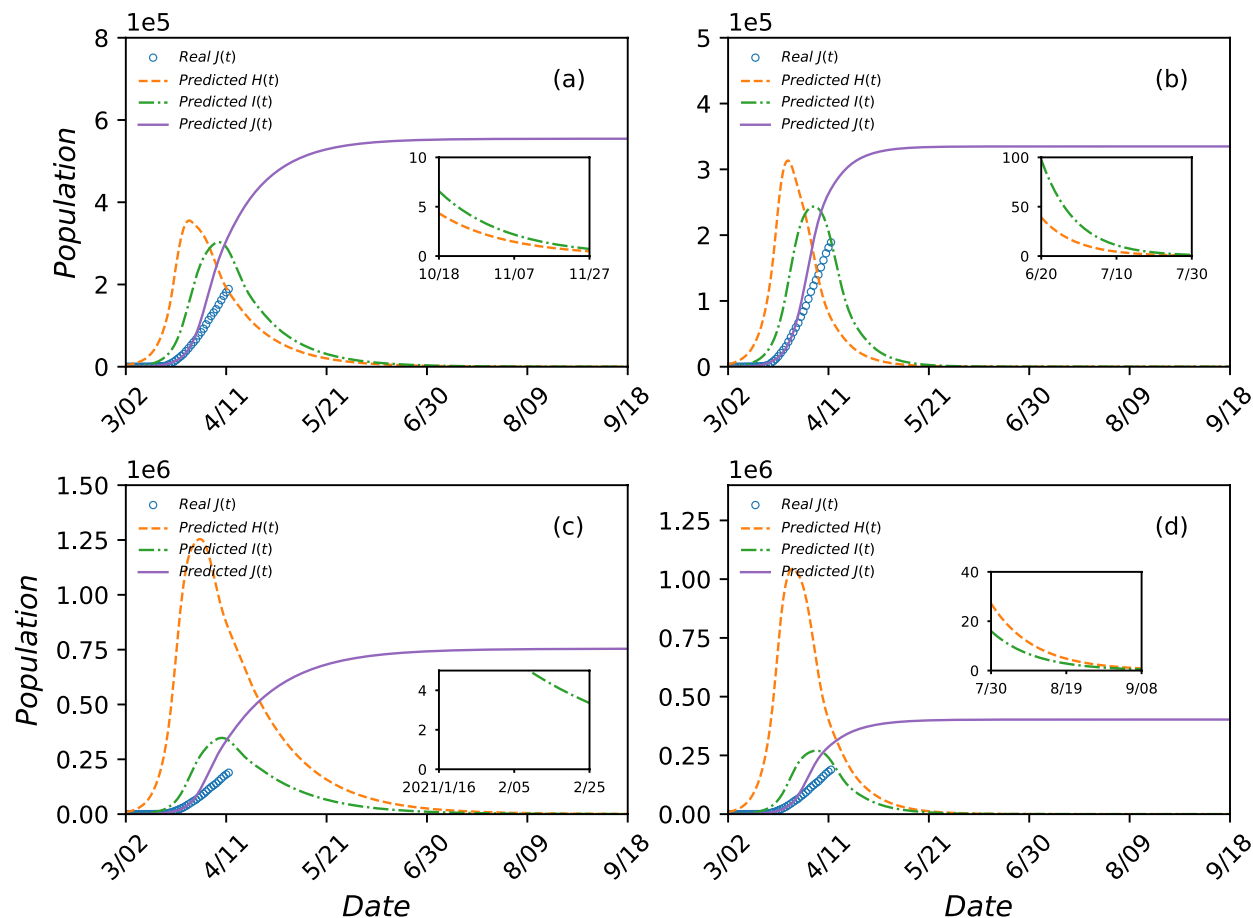 1e5
8
6
4
2
0
Population
Real J(t)
Predicted H(t)
Predicted I(t)
Predicted J(t)
(a)
10
5
0
10/18 11/07 11/27
3/02 4/11 5/21 6/30 8/09 9/18
1e5
5
4
3
2
1
0
Real J(t)
Predicted H(t)
Predicted I(t)
Predicted J(t)
(b)
100
50
0
6/20 7/10 7/30
3/02 4/11 5/21 6/30 8/09 9/18
1e6
1.50
1.25
1.00
0.75
0.50
0.25
0.00
Population
Real J(t)
Predicted H(t)
Predicted I(t)
Predicted J(t)
(c)
4
2
0
2021/1/16 2/05 2/25
3/02 4/11 5/21 6/30 8/09 9/18
Date
1e6
1.25
1.00
0.75
0.50
0.25
0.00
Real J(t)
Predicted H(t)
Predicted I(t)
Predicted J(t)
(d)
40
20
0
7/30 8/19 9/08
3/02 4/11 5/21 6/30 8/09 9/18
Date